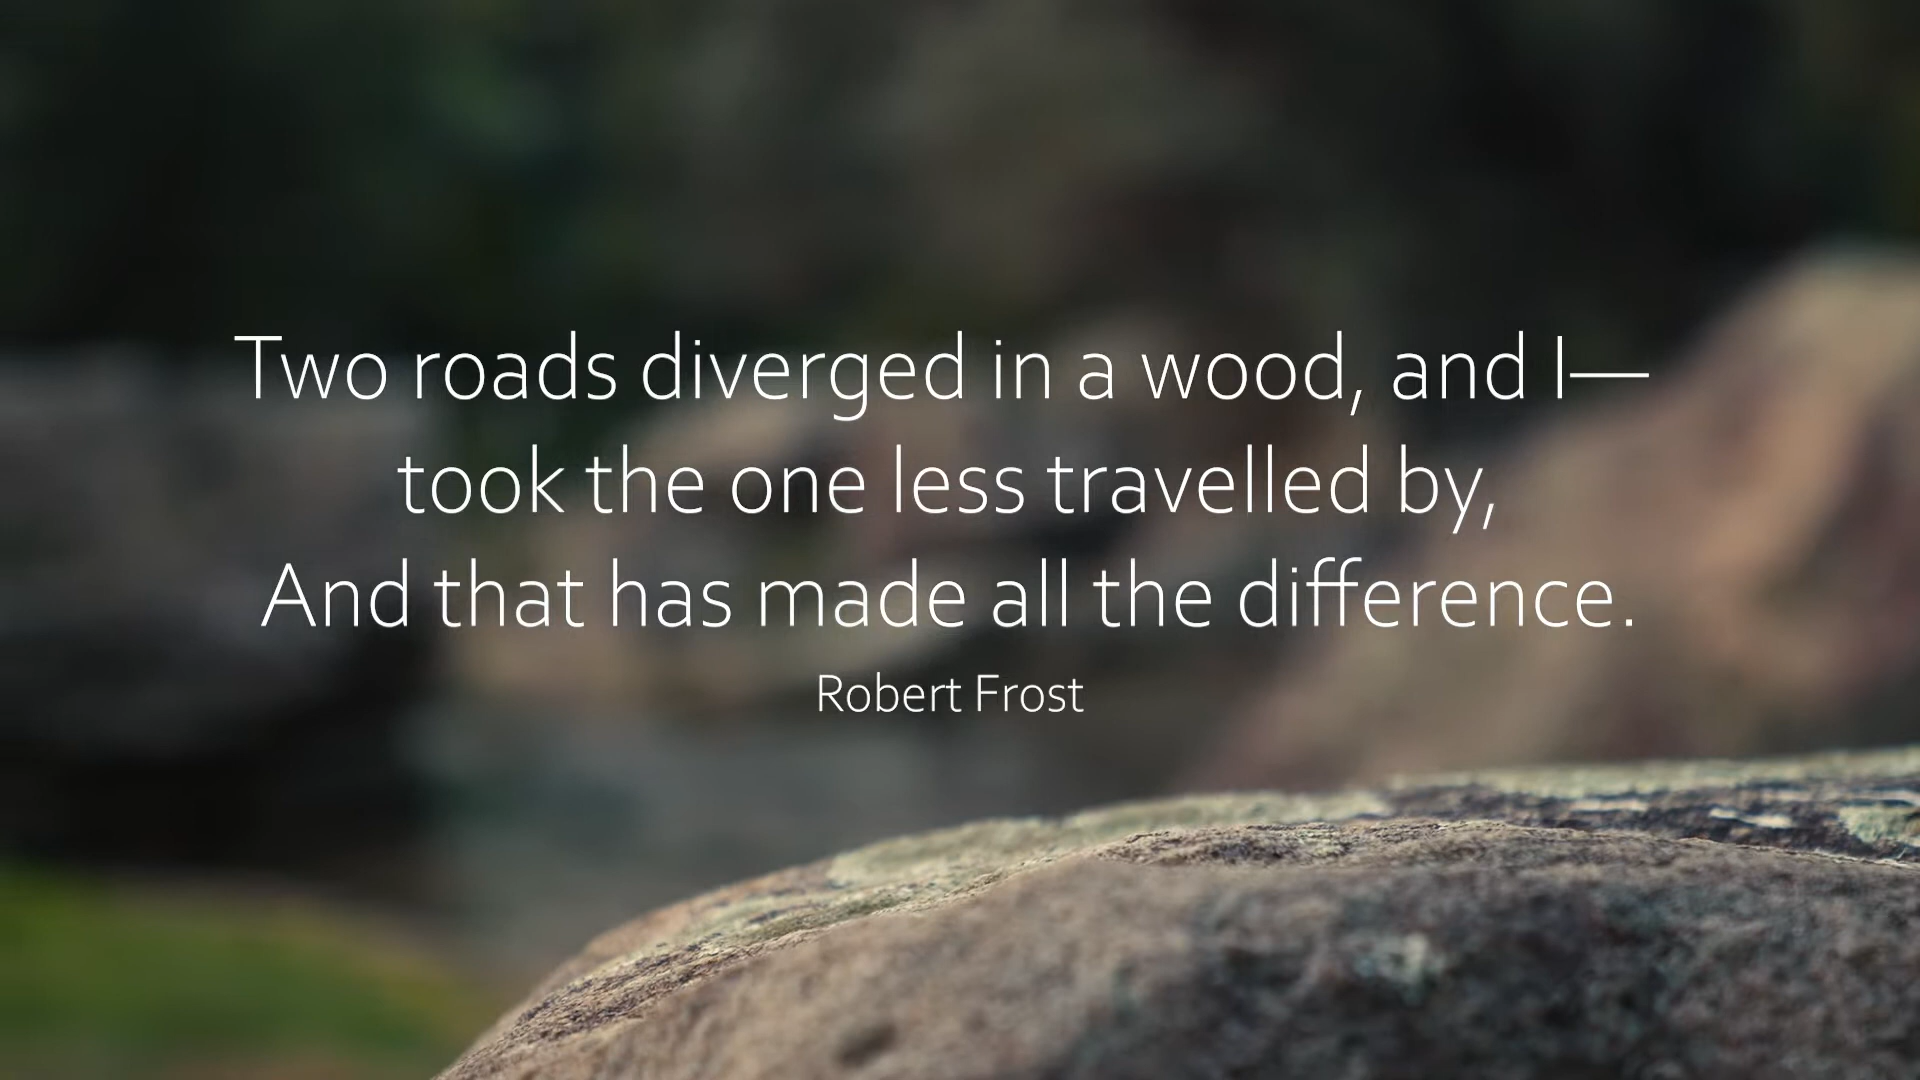 Two roads diverged in a wood, and I—
took the one less travelled by,
And that has made all the difference.
Robert Frost